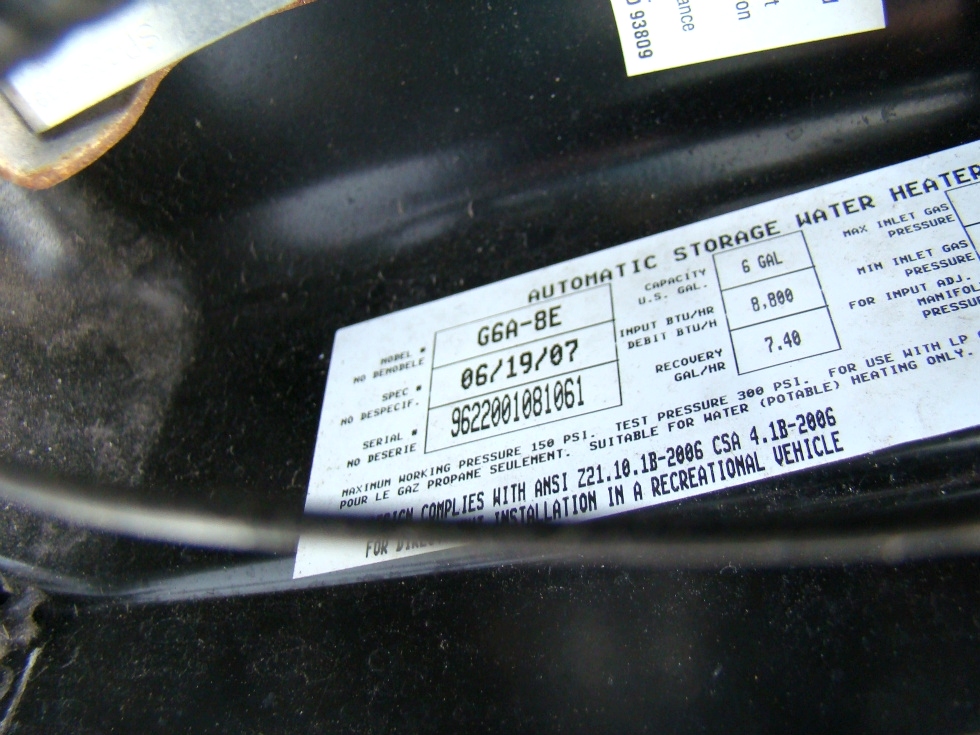 93809
ance
on
t
AUTOMATIC STORAGE WATER HEATER
MODEL *
NO DEMODELE
G6A-8E
SPEC *
NO DESPECIF.
06/19/07
SERIAL *
NO DESERIE
9622001081061
CAPACITY
U.S. GAL.
6 GAL
INPUT BTU/HR
DEBIT BTU/H
8,800
RECOVERY
GAL/HR
7.40
MAX INLET GAS
PRESSURE
MIN INLET GAS
PRESSURE
FOR INPUT ADJ.
MANIFOL
PRESSU
MAXIMUM WORKING PRESSURE 150 PSI. TEST PRESSURE 300 PSI. FOR USE WITH LP
POUR LE GAZ PROPANE SEULEMENT. SUITABLE FOR WATER (POTABLE) HEATING ONLY.
COMPLIES WITH ANSI Z21.10.1B-2006 CSA 4.1B-2006
FOR INSTALLATION IN A RECREATIONAL VEHICLE